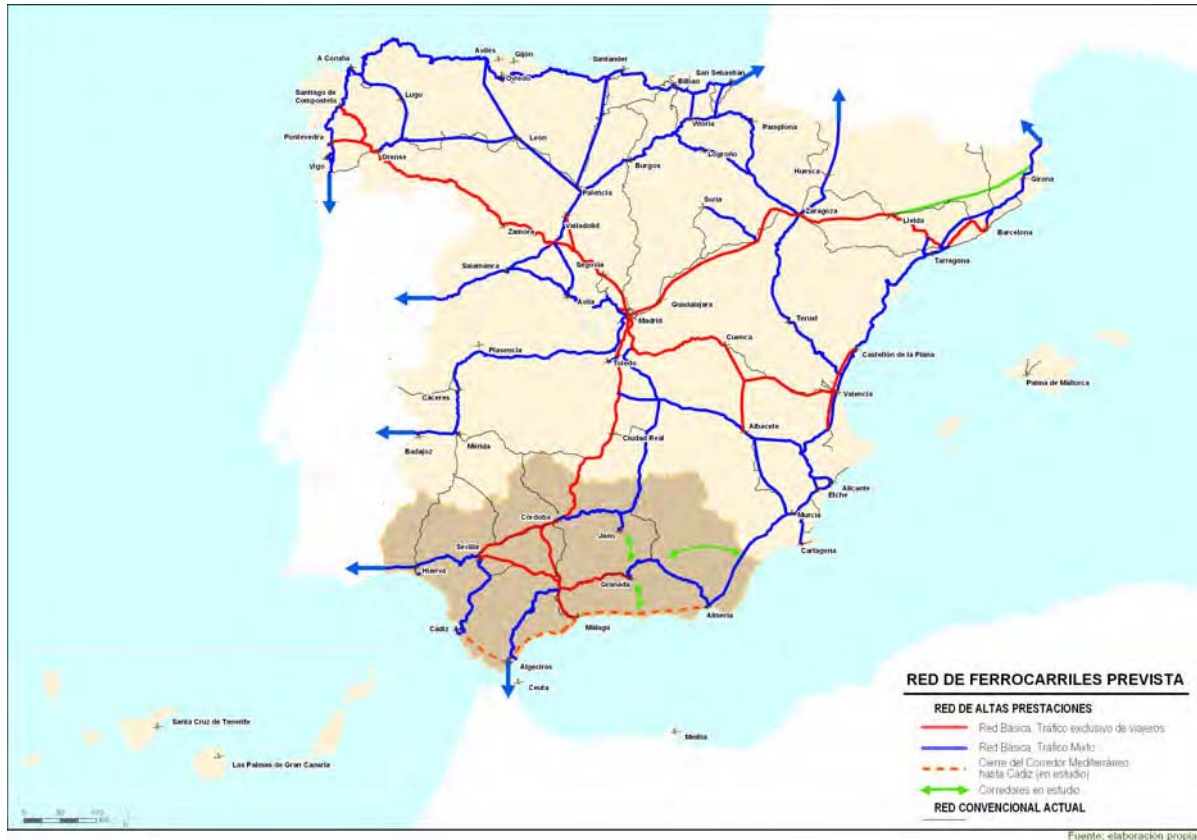 A Coruña
Avilés
Gijón
Oviedo
Santander
Bilbao
San Sebastián
Santiago de
Compostela
Lugo
León
Vitoria
Pamplona
Pontevedra
Orense
Vigo
Burgos
Logroño
Huesca
Girona
Palencia
Soria
Zaragoza
Lleida
Barcelona
Zamora
Valladolid
Tarragona
Segovia
Salamanca
Avila
Guadalajara
Madrid
Teruel
Plasencia
Toledo
Cuenca
Castellón de la Plana
Palma de Mallorca
Cáceres
Valencia
Badajoz
Mérida
Ciudad Real
Albacete
Alicante
Elche
Córdoba
Murcia
Jaén
Cartagena
Sevilla
Huelva
Granada
Almería
Cádiz
Málaga
Algeciras
Ceuta
Melilla
Santa Cruz de Tenerife
Las Palmas de Gran Canaria
RED DE FERROCARRILES PREVISTA
RED DE ALTAS PRESTACIONES
Red Básica. Tráfico exclusivo de viajeros
Red Básica. Tráfico Mixto
Cierre del Corredor Mediterráneo
hasta Cádiz (en estudio)
Corredores en estudio
RED CONVENCIONAL ACTUAL
Fuente: elaboración propia